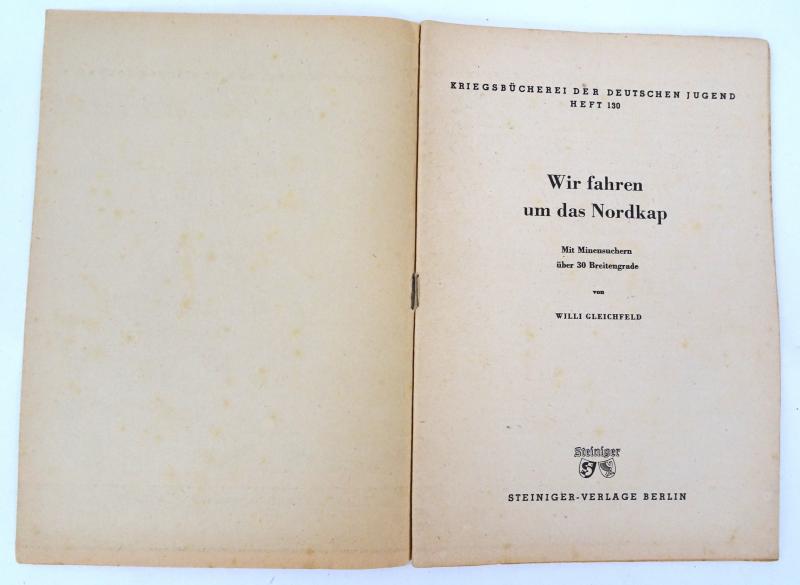 KRIEGSBÜCHEREI DER DEUTSCHEN JUGEND
HEFT 130
Wir fahren
um das Nordkap
Mit Minensuchern
über 30 Breitengrade
von
WILLI GLEICHFELD
Steiniger
S
STEINIGER-VERLAGE BERLIN